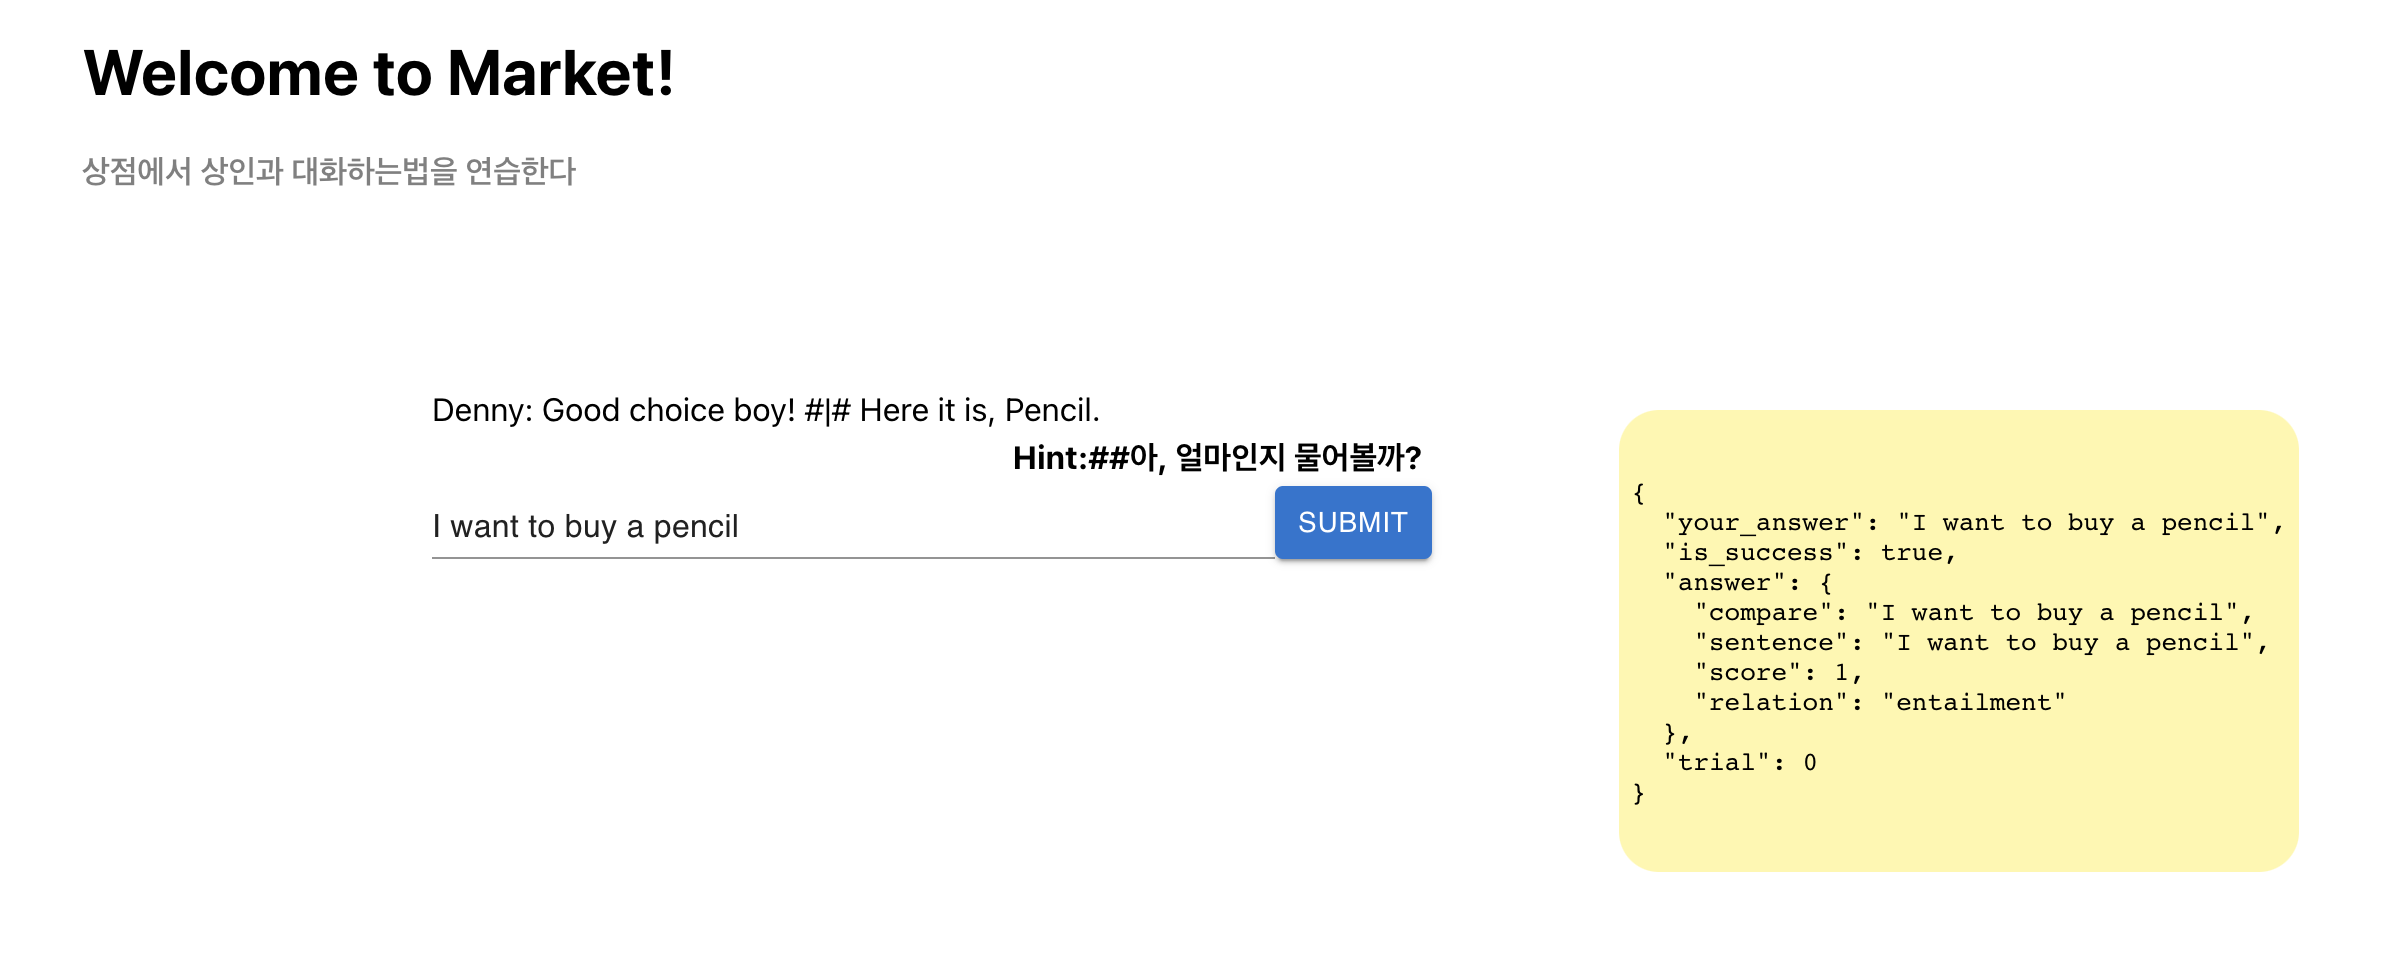 Welcome to Market!
상점에서 상인과 대화하는법을 연습한다
Denny: Good choice boy! #|# Here it is, Pencil.
Hint:##아, 얼마인지 물어볼까?
I want to buy a pencil
SUBMIT
{
  "your_answer": "I want to buy a pencil",
  "is_success": true,
  "answer": {
    "compare": "I want to buy a pencil",
    "sentence": "I want to buy a pencil",
    "score": 1,
    "relation": "entailment"
  },
  "trial": 0
}